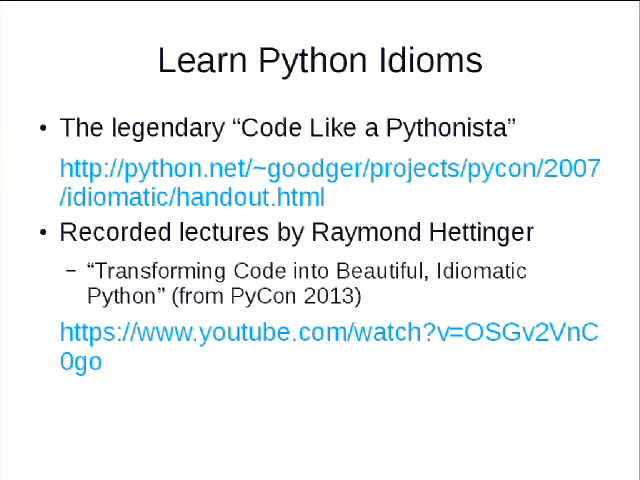 Learn Python Idioms
• The legendary “Code Like a Pythonista”
http://python.net/~goodger/projects/pycon/2007
/idiomatic/handout.html
• Recorded lectures by Raymond Hettinger
– “Transforming Code into Beautiful, Idiomatic
Python” (from PyCon 2013)
https://www.youtube.com/watch?v=OSGv2VnC
0go